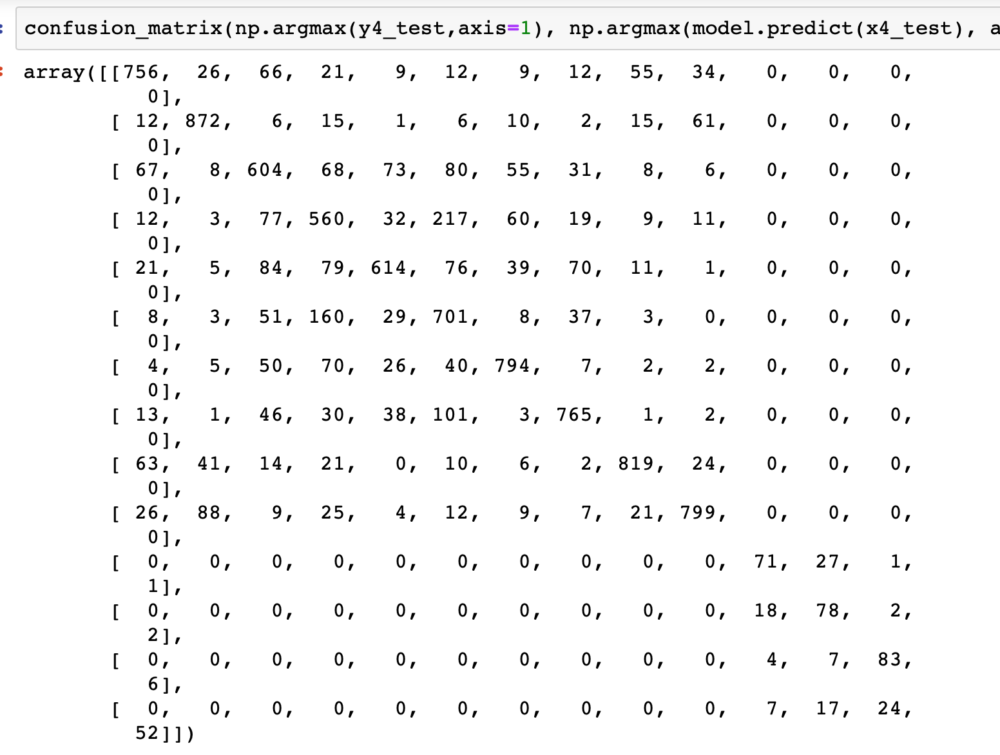 : confusion_matrix(np.argmax(y4_test,axis=1), np.argmax(model.predict(x4_test), a
: array([[756, 26, 66, 21, 9, 12, 9, 12, 55, 34, 0, 0, 0,
0],
[ 12, 872, 6, 15, 1, 6, 10, 2, 15, 61, 0, 0, 0,
0],
[ 67, 8, 604, 68, 73, 80, 55, 31, 8, 6, 0, 0, 0,
0],
[ 12, 3, 77, 560, 32, 217, 60, 19, 9, 11, 0, 0, 0,
0],
[ 21, 5, 84, 79, 614, 76, 39, 70, 11, 1, 0, 0, 0,
0],
[ 8, 3, 51, 160, 29, 701, 8, 37, 3, 0, 0, 0, 0,
0],
[ 4, 5, 50, 70, 26, 40, 794, 7, 2, 2, 0, 0, 0,
0],
[ 13, 1, 46, 30, 38, 101, 3, 765, 1, 2, 0, 0, 0,
0],
[ 63, 41, 14, 21, 0, 10, 6, 2, 819, 24, 0, 0, 0,
0],
[ 26, 88, 9, 25, 4, 12, 9, 7, 21, 799, 0, 0, 0,
0],
[ 0, 0, 0, 0, 0, 0, 0, 0, 0, 0, 71, 27, 1,
1],
[ 0, 0, 0, 0, 0, 0, 0, 0, 0, 0, 18, 78, 2,
2],
[ 0, 0, 0, 0, 0, 0, 0, 0, 0, 0, 4, 7, 83,
6],
[ 0, 0, 0, 0, 0, 0, 0, 0, 0, 0, 7, 17, 24,
52]])